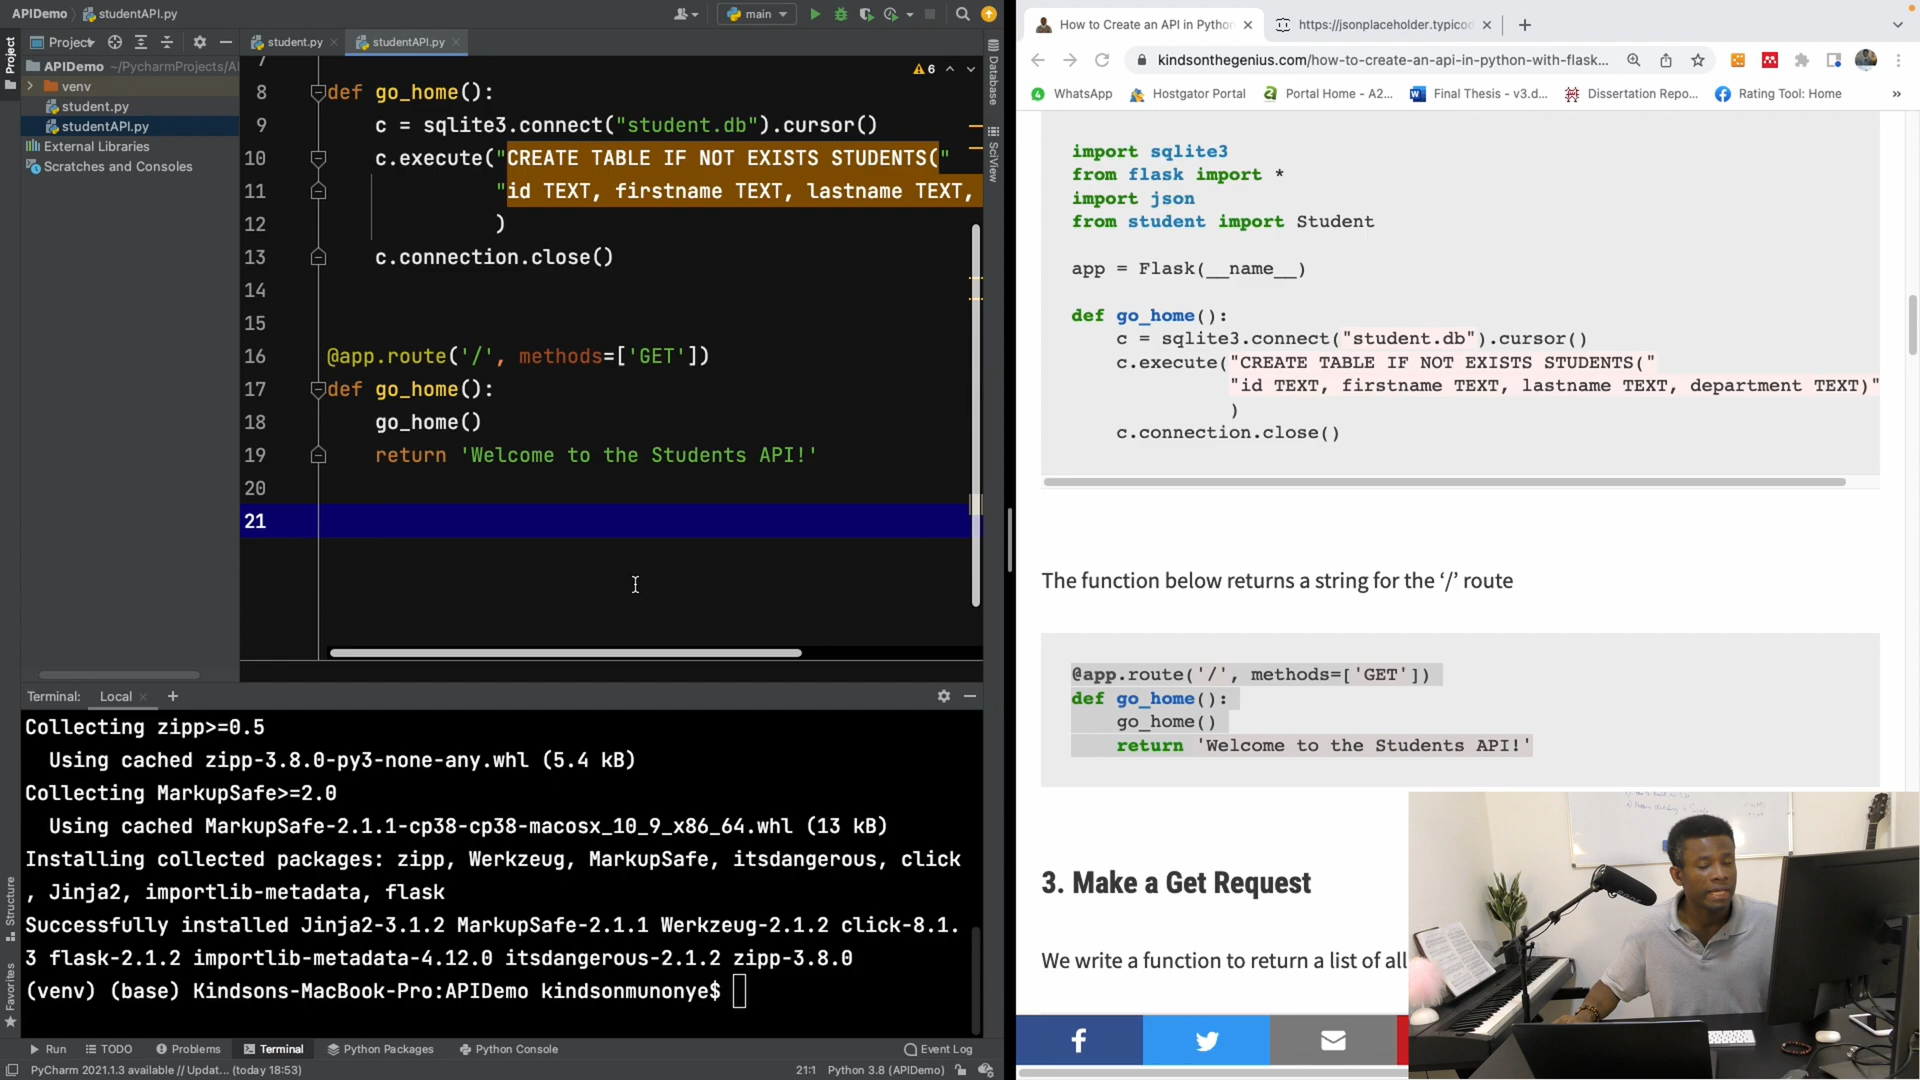 APIDemo studentAPI.py
main
Project
student.py
studentAPI.py
APIDemo ~/PycharmProjects/AI
venv
student.py
studentAPI.py
External Libraries
Scratches and Consoles
Project
Structure
Favorites
Database
SciView
6
7
8 def go_home():
9 c = sqlite3.connect("student.db").cursor()
10 c.execute("CREATE TABLE IF NOT EXISTS STUDENTS("
11 "id TEXT, firstname TEXT, lastname TEXT,
12 )
13 c.connection.close()
14
15
16 @app.route('/', methods=['GET'])
17 def go_home():
18 go_home()
19 return 'Welcome to the Students API!'
20
21
Terminal: Local
Collecting zipp>=0.5
Using cached zipp-3.8.0-py3-none-any.whl (5.4 kB)
Collecting MarkupSafe>=2.0
Using cached MarkupSafe-2.1.1-cp38-cp38-macosx_10_9_x86_64.whl (13 kB)
Installing collected packages: zipp, Werkzeug, MarkupSafe, itsdangerous, click
, Jinja2, importlib-metadata, flask
Successfully installed Jinja2-3.1.2 MarkupSafe-2.1.1 Werkzeug-2.1.2 click-8.1.
3 flask-2.1.2 importlib-metadata-4.12.0 itsdangerous-2.1.2 zipp-3.8.0
(venv) (base) Kindsons-MacBook-Pro:APIDemo kindsonmunonye$
Run TODO Problems Terminal Python Packages Python Console Event Log
PyCharm 2021.1.3 available // Updat... (today 18:53) 21:1 Python 3.8 (APIDemo)
How to Create an API in Python
https://jsonplaceholder.typico
kindsonthegenius.com/how-to-create-an-api-in-python-with-flask...
WhatsApp Hostgator Portal Portal Home - A2... Final Thesis - v3.d... Dissertation Repo... Rating Tool: Home »
import sqlite3
from flask import *
import json
from student import Student
app = Flask(__name__)
def go_home():
c = sqlite3.connect("student.db").cursor()
c.execute("CREATE TABLE IF NOT EXISTS STUDENTS("
"id TEXT, firstname TEXT, lastname TEXT, department TEXT)"
)
c.connection.close()
The function below returns a string for the ‘/’ route
@app.route('/', methods=['GET'])
def go_home():
go_home()
return 'Welcome to the Students API!'
3. Make a Get Request
We write a function to return a list of all